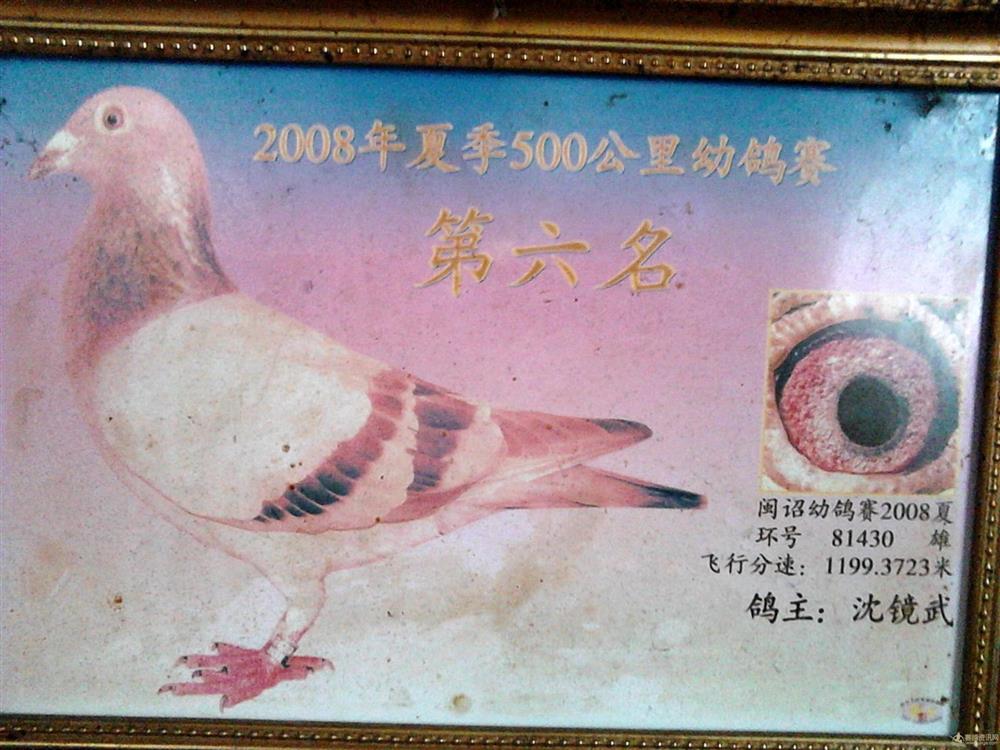 2008年夏季500公里幼鸽赛
第六名
闽诏幼鸽赛2008夏
环号 81430 雄
飞行分速：1199.3723米
鸽主：沈镜武